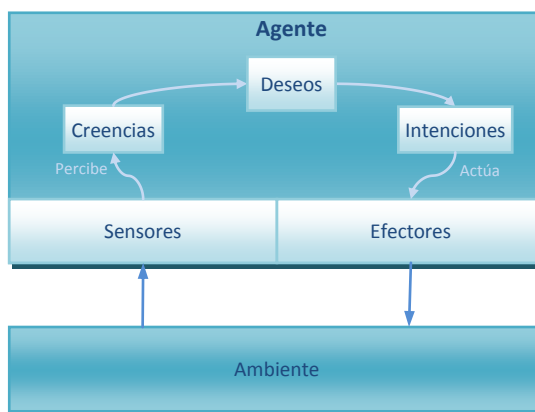 Agente
Deseos
Creencias
Intenciones
Percibe
Actúa
Sensores
Efectores
Ambiente